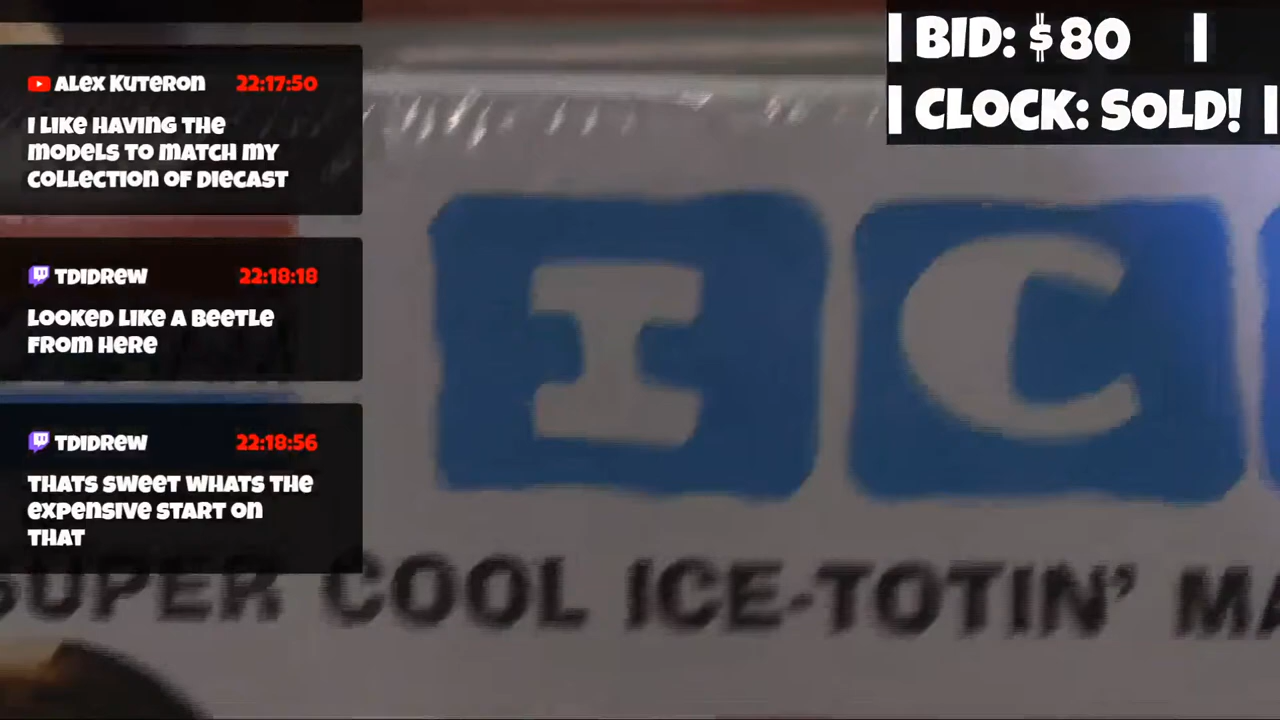 Alex Kuteron 22:17:50
I like having the
models to match my
collection of diecast
TDIDrew 22:18:18
Looked like a beetle
from here
TDIDrew 22:18:56
Thats sweet whats the
expensive start on
that
| BID: $80 |
| CLOCK: SOLD! |
I C
SUPER COOL ICE-TOTIN'